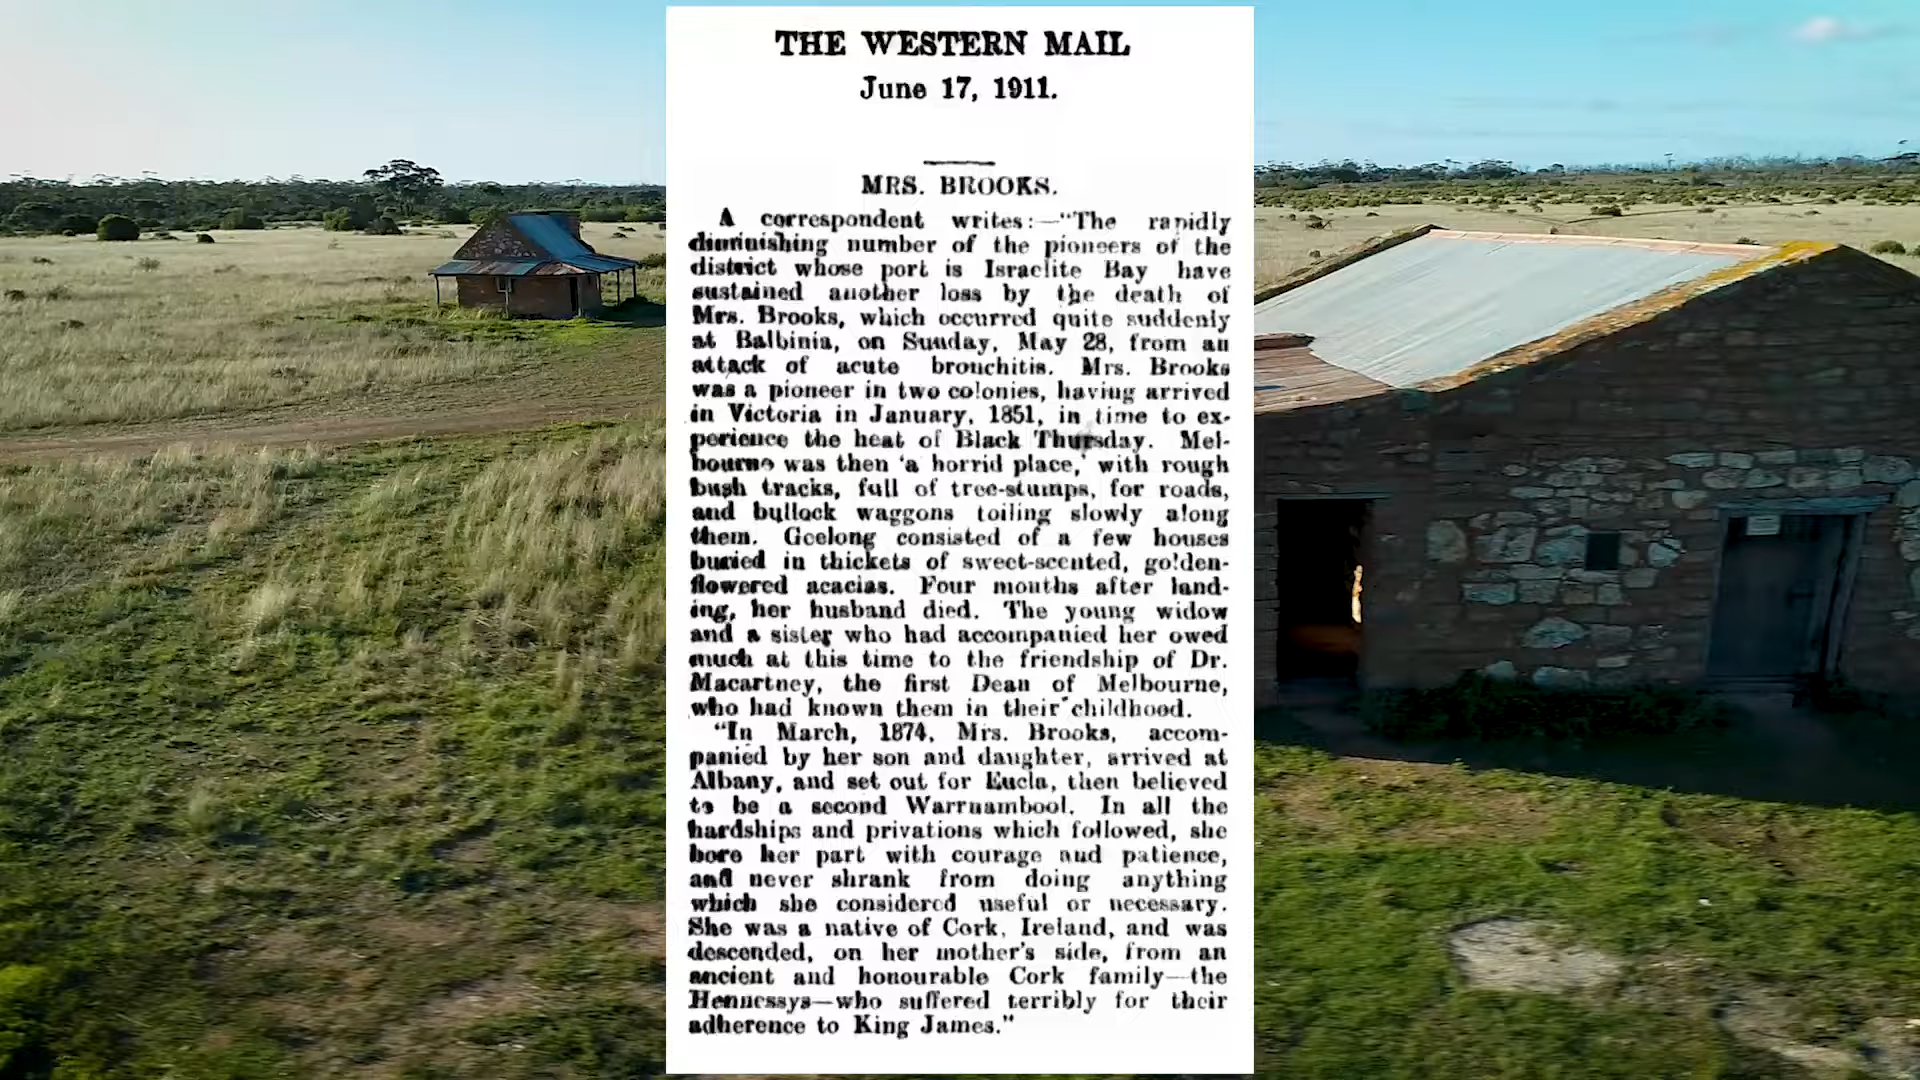 THE WESTERN MAIL
June 17, 1911.
MRS. BROOKS.
A correspondent writes:—"The rapidly
diminishing number of the pioneers of the
district whose port is Israelite Bay have
sustained another loss by the death of
Mrs. Brooks, which occurred quite suddenly
at Balbinia, on Sunday, May 28, from an
attack of acute bronchitis. Mrs. Brooks
was a pioneer in two colonies, having arrived
in Victoria in January, 1851, in time to ex-
perience the heat of Black Thursday. Mel-
bourne was then 'a horrid place,' with rough
bush tracks, full of tree-stumps, for roads,
and bullock waggons toiling slowly along
them. Geelong consisted of a few houses
buried in thickets of sweet-scented, golden-
flowered acacias. Four months after land-
ing, her husband died. The young widow
and a sister who had accompanied her owed
much at this time to the friendship of Dr.
Macartney, the first Dean of Melbourne,
who had known them in their childhood.
"In March, 1874, Mrs. Brooks, accom-
panied by her son and daughter, arrived at
Albany, and set out for Eucla, then believed
to be a second Warrnambool. In all the
hardships and privations which followed, she
bore her part with courage and patience,
and never shrank from doing anything
which she considered useful or necessary.
She was a native of Cork, Ireland, and was
descended, on her mother's side, from an
ancient and honourable Cork family—the
Hennessys—who suffered terribly for their
adherence to King James."